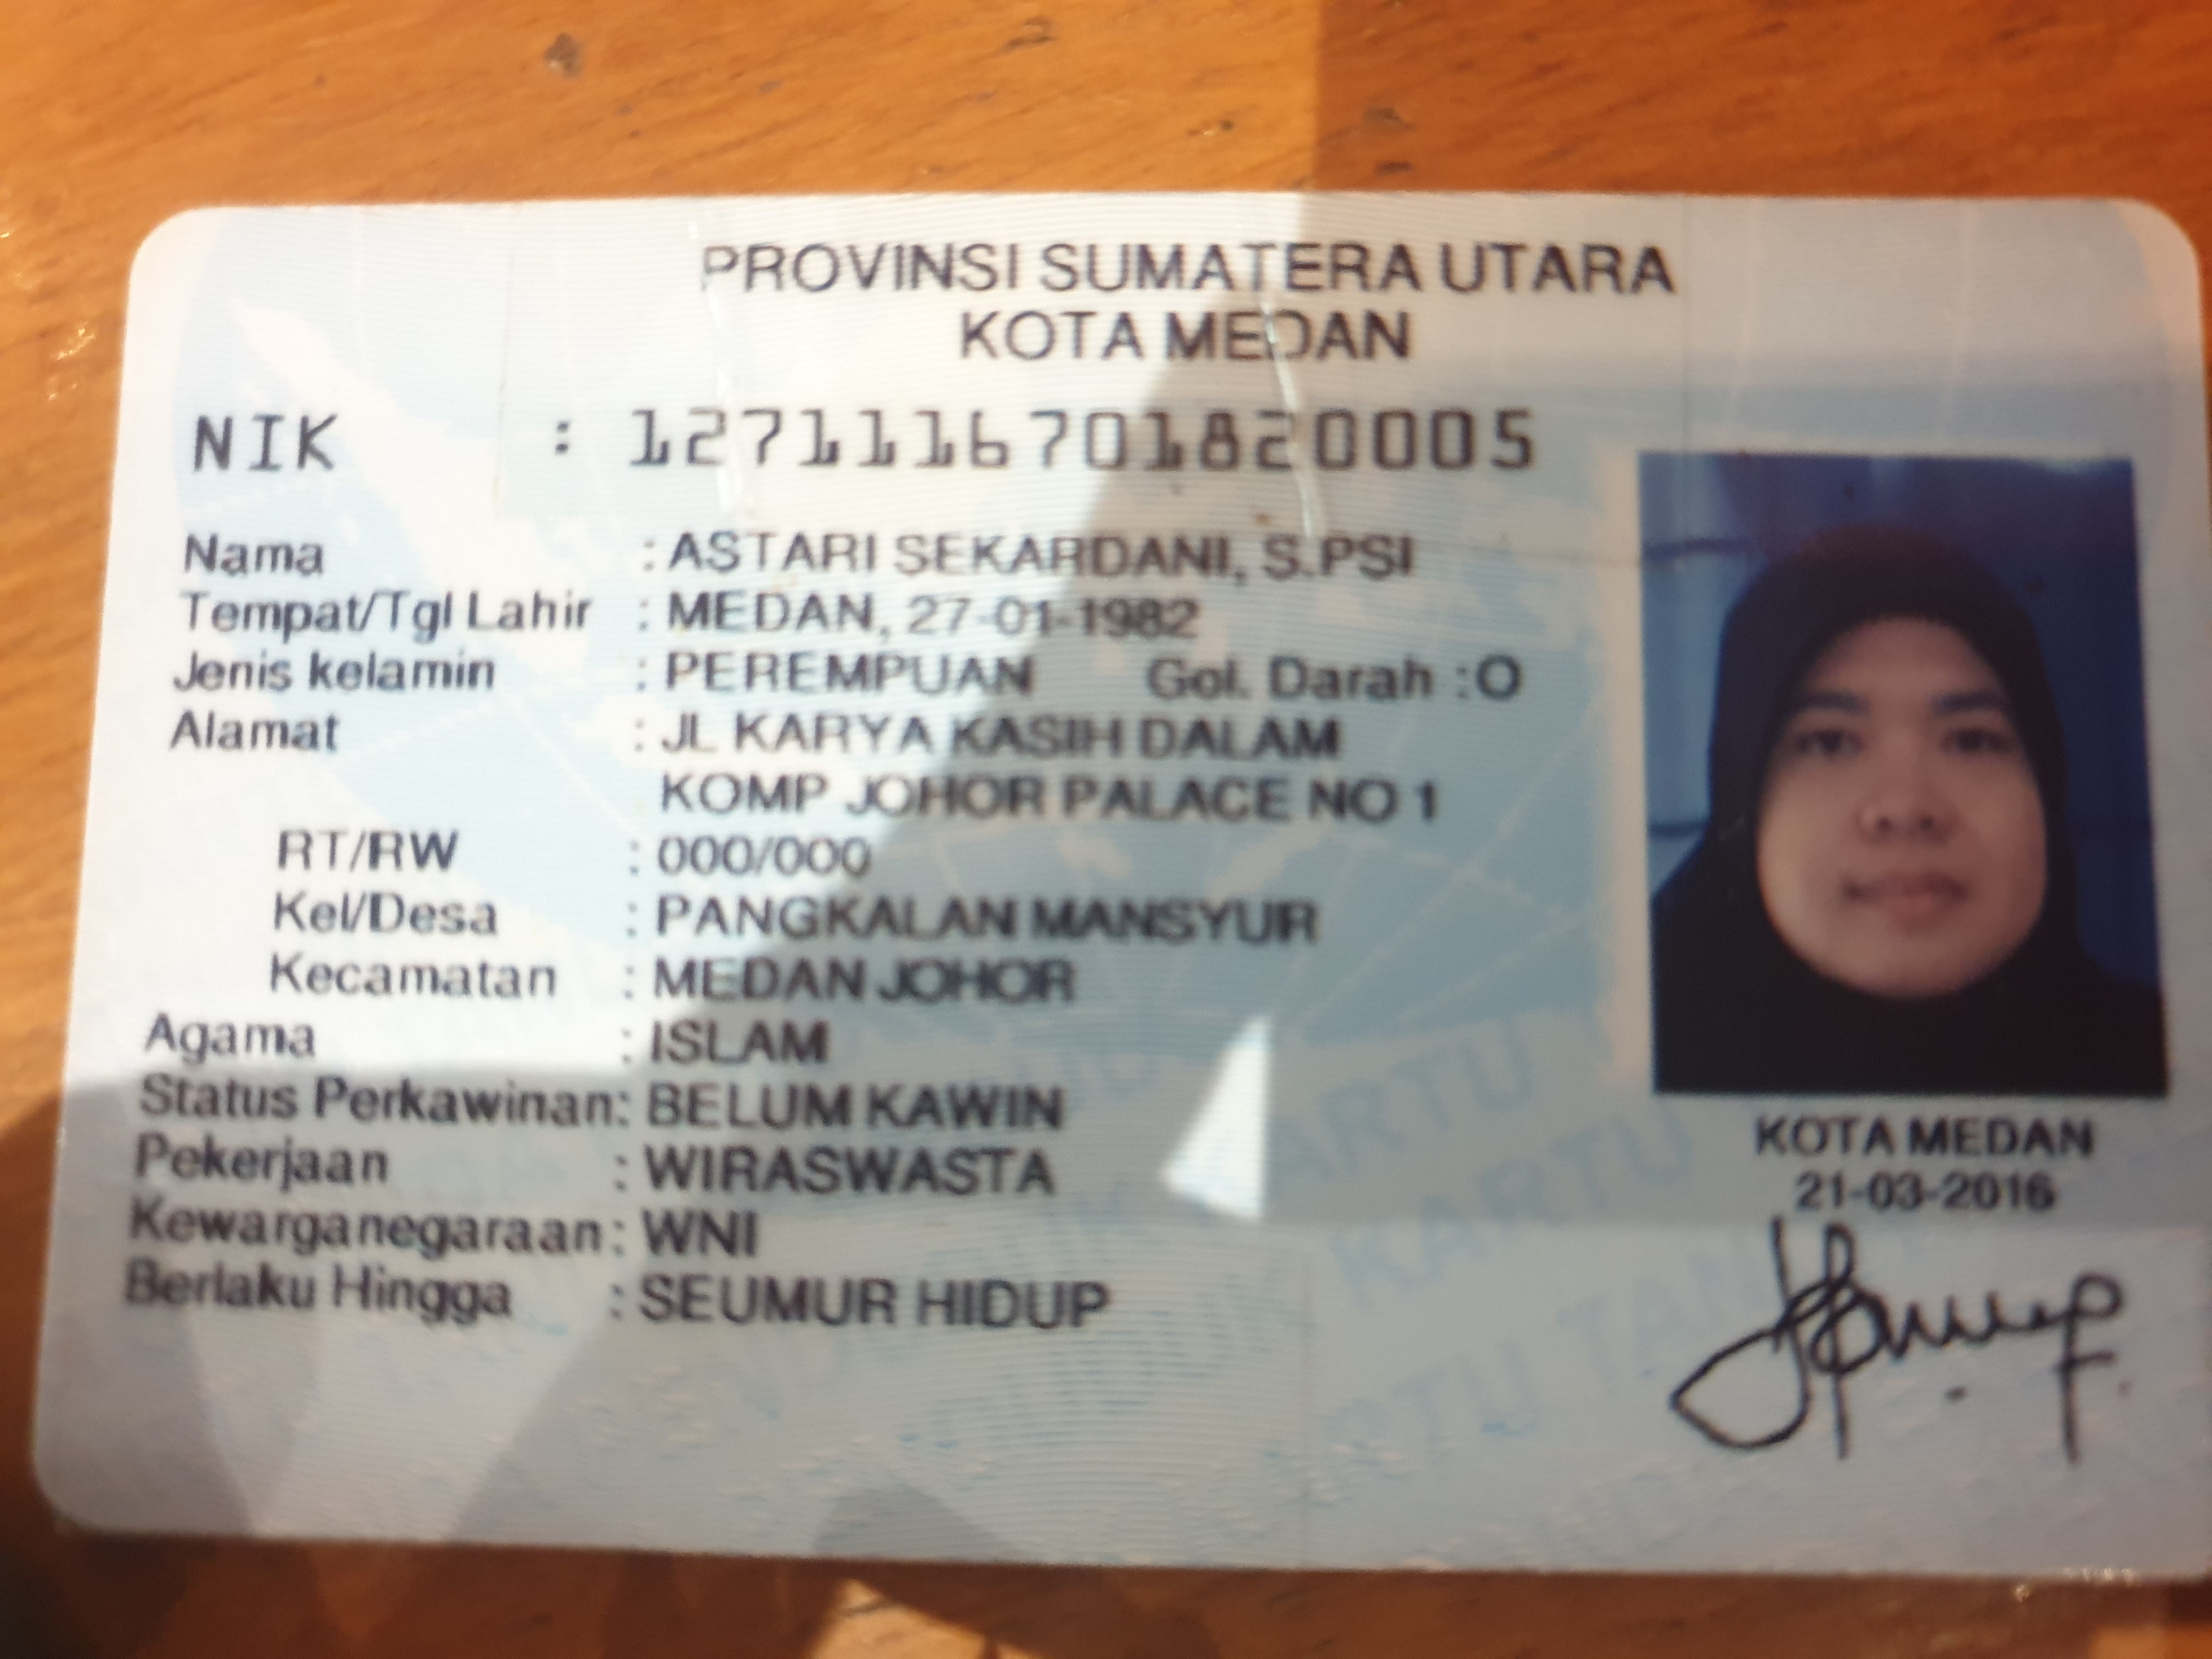 PROVINSI SUMATERA UTARA
KOTA MEDAN
NIK : 1271116701820005
Nama : ASTARI SEKARIDANI, S.PSI
Tempat/Tgl Lahir : MEDAN, 27-01-1982
Jenis kelamin : PEREMPUAN Gol. Darah : O
Alamat : JL KARYA KASIH DALAM
KOMP JOHOR PALACE NO 1
RT/RW : 000/000
Kel/Desa : PANGKALAN MANSYUR
Kecamatan : MEDAN JOHOR
Agama : ISLAM
Status Perkawinan: BELUM KAWIN
Pekerjaan : WIRASWASTA
Kewarganegaraan: WNI
Berlaku Hingga : SEUMUR HIDUP
KOTA MEDAN
21-03-2016